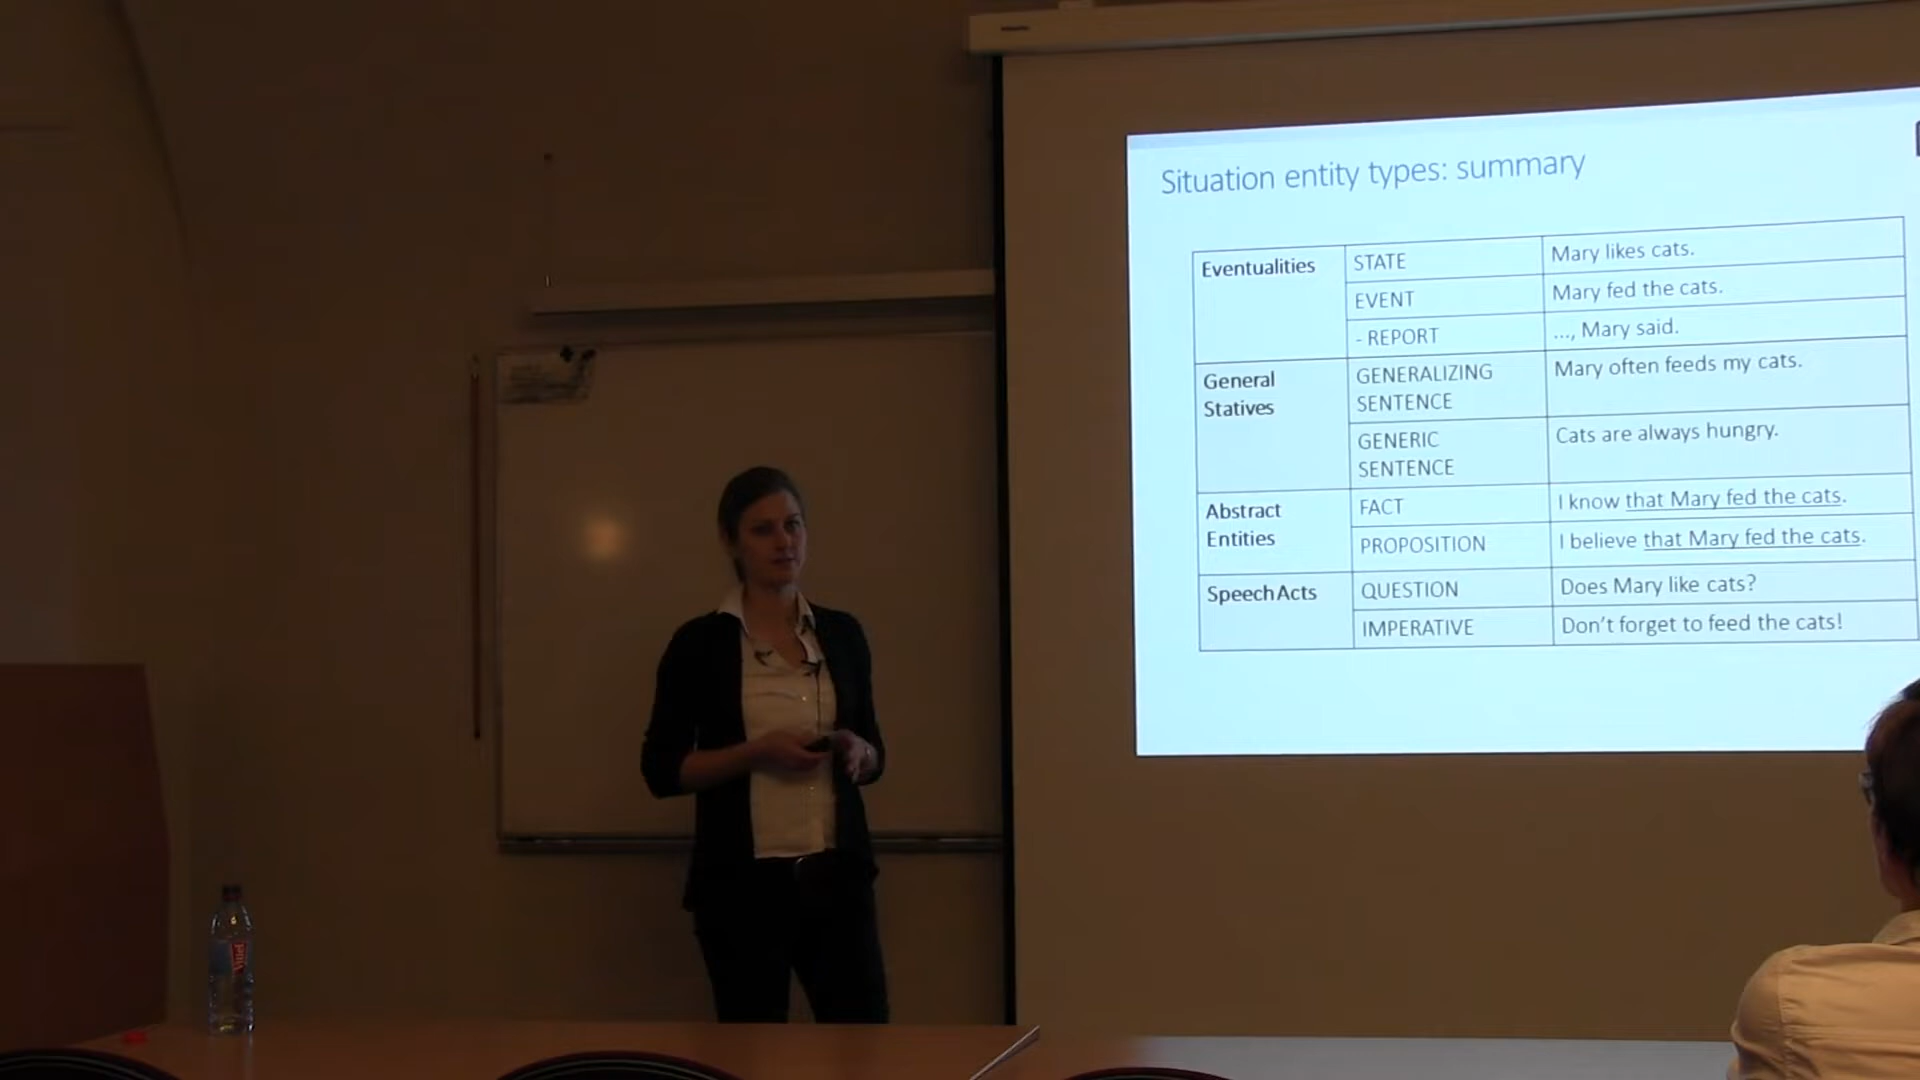 Situation entity types: summary
Eventualities
STATE
Mary likes cats.
EVENT
Mary fed the cats.
- REPORT
..., Mary said.
General
Statives
GENERALIZING
SENTENCE
Mary often feeds my cats.
GENERIC
SENTENCE
Cats are always hungry.
Abstract
Entities
FACT
I know that Mary fed the cats.
PROPOSITION
I believe that Mary fed the cats.
Speech Acts
QUESTION
Does Mary like cats?
IMPERATIVE
Don't forget to feed the cats!
Vittel